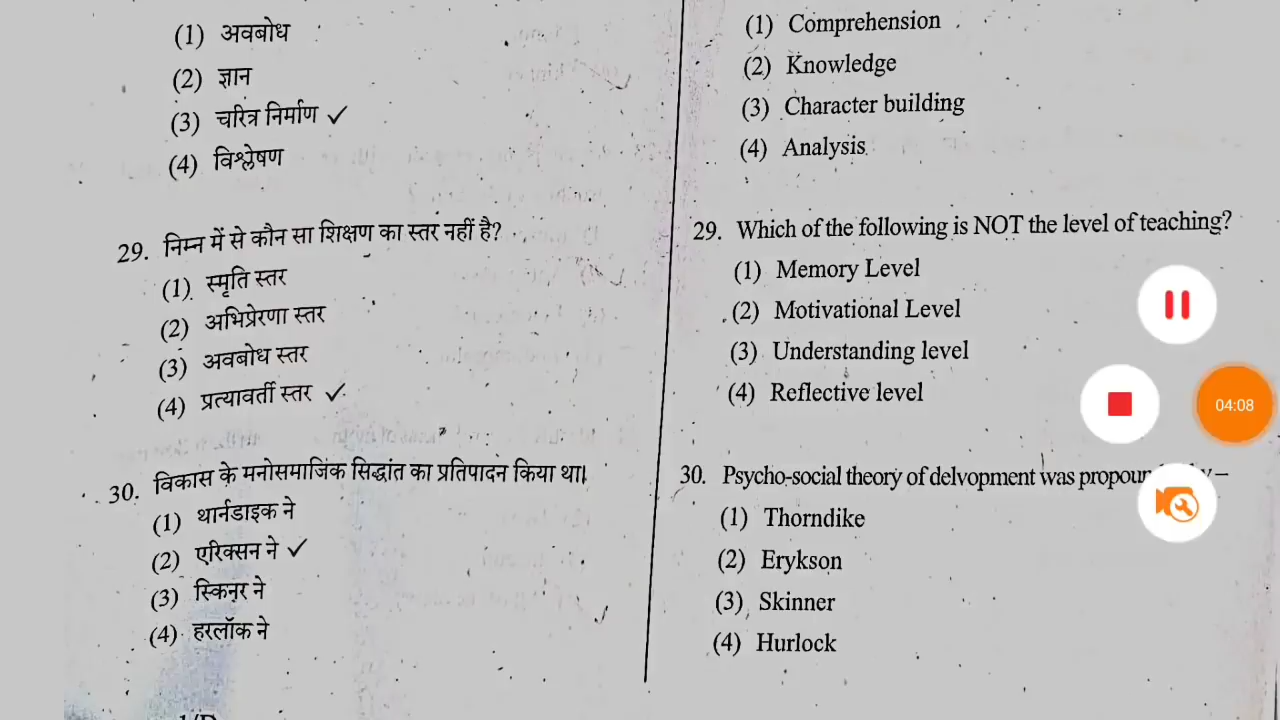 (1) अवबोध
(2) ज्ञान
(3) चरित्र निर्माण ✓
(4) विश्लेषण
29. निम्न में से कौन सा शिक्षण का स्तर नहीं है?
(1) स्मृति स्तर
(2) अभिप्रेरणा स्तर
(3) अवबोध स्तर
(4) प्रत्यावर्ती स्तर ✓
30. विकास के मनोसमाजिक सिद्धांत का प्रतिपादन किया था।
(1) थार्नडाइक ने
(2) एरिक्सन ने ✓
(3) स्किनर ने
(4) हरलॉक ने
(1) Comprehension
(2) Knowledge
(3) Character building
(4) Analysis
29. Which of the following is NOT the level of teaching?
(1) Memory Level
(2) Motivational Level
(3) Understanding level
(4) Reflective level
30. Psycho-social theory of delvopment was
(1) Thorndike
(2) Erykson
(3) Skinner
(4) Hurlock
04:08